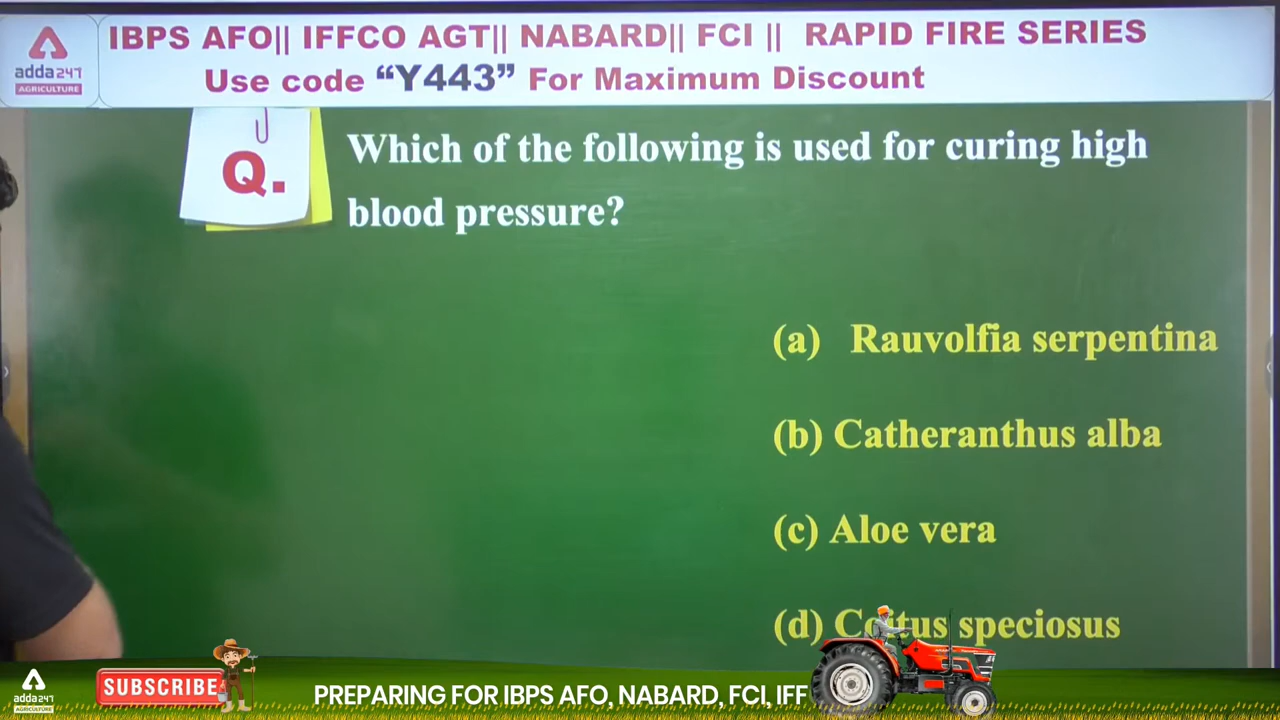 IBPS AFO|| IFFCO AGT|| NABARD|| FCI || RAPID FIRE SERIES
adda247
AGRICULTURE
Use code “Y443” For Maximum Discount
Q.
Which of the following is used for curing high
blood pressure?
(a) Rauvolfia serpentina
(b) Catheranthus alba
(c) Aloe vera
(d) speciosus
adda247
AGRICULTURE
SUBSCRIBE
PREPARING FOR IBPS AFO, NABARD, FCI, IFF